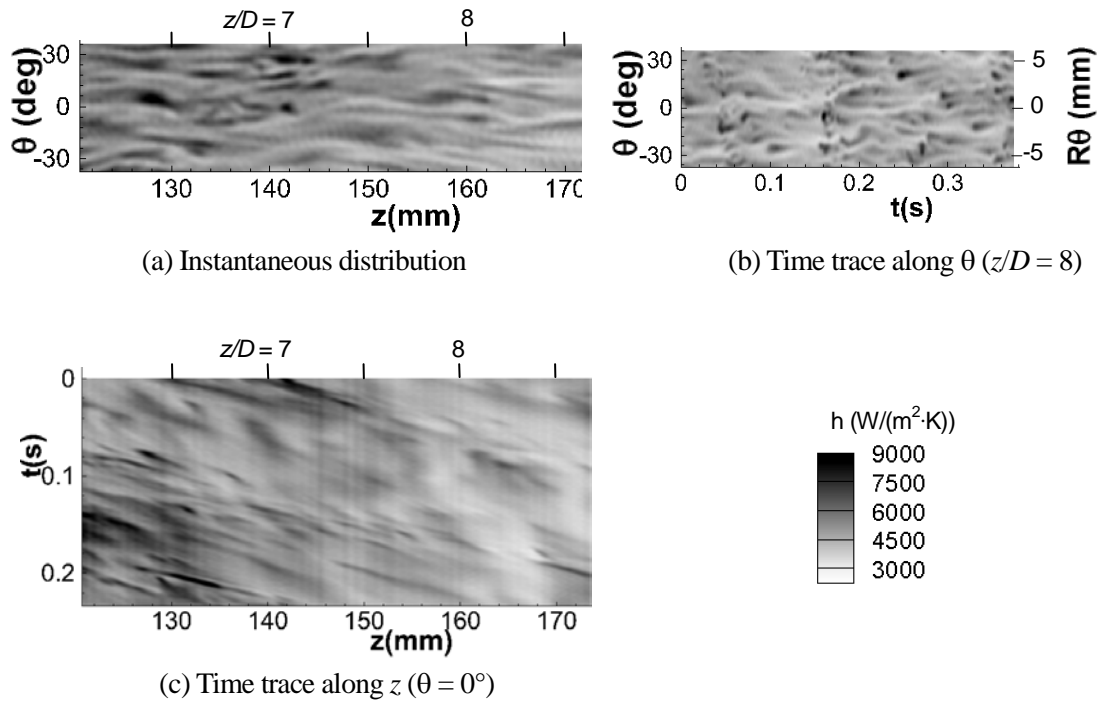 z/D = 7 8
30
0
-30
θ (deg)
130 140 150 160 170
z(mm)
(a) Instantaneous distribution
30
0
-30
θ (deg)
5
0
-5
Rθ (mm)
0 0.1 0.2 0.3
t(s)
(b) Time trace along θ (z/D = 8)
z/D = 7 8
0
0.1
0.2
t(s)
130 140 150 160 170
z(mm)
(c) Time trace along z (θ = 0°)
h (W/(m²·K))
9000
7500
6000
4500
3000